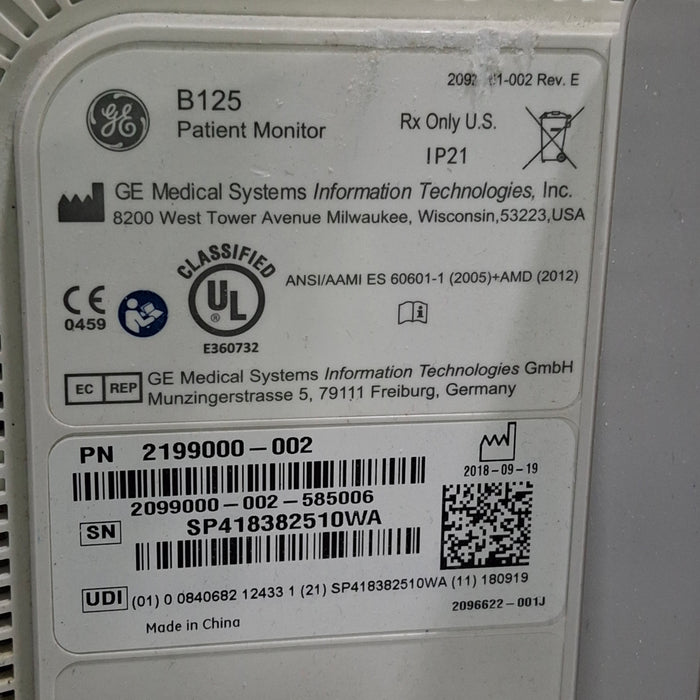 GE
B125
Patient Monitor
1-002 Rev. E
Rx Only U.S.
IP21
GE Medical Systems Information Technologies, Inc.
8200 West Tower Avenue Milwaukee, Wisconsin,53223,USA
CE
0459
CLASSIFIED
UL
®
E360732
ANSI/AAMI ES 60601-1 (2005)+AMD (2012)
i
EC REP
GE Medical Systems Information Technologies GmbH
Munzingerstrasse 5, 79111 Freiburg, Germany
PN 2199000-002
2099000-002-585006
2018-09-19
SN
SP418382510WA
UDI (01) 0 0840682 12433 1 (21) SP418382510WA (11) 180919
2096622-001J
Made in China